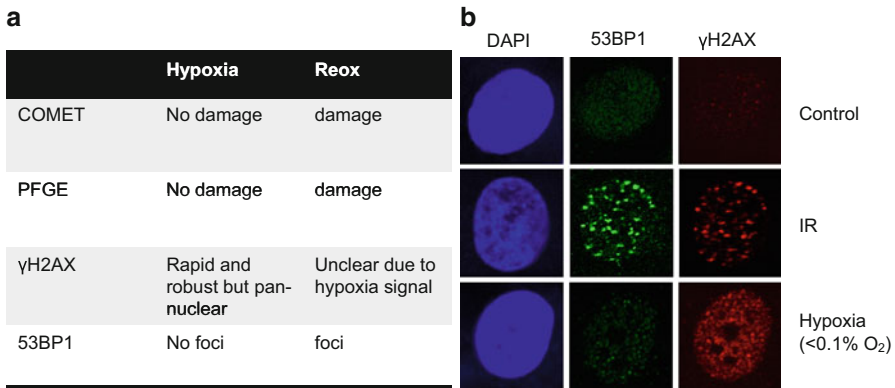 a
Hypoxia Reox
COMET No damage damage
PFGE No damage damage
γH2AX Rapid and Unclear due to
robust but pan- hypoxia signal
nuclear
53BP1 No foci foci
b
DAPI 53BP1 γH2AX
Control
IR
Hypoxia
(<0.1% O₂)